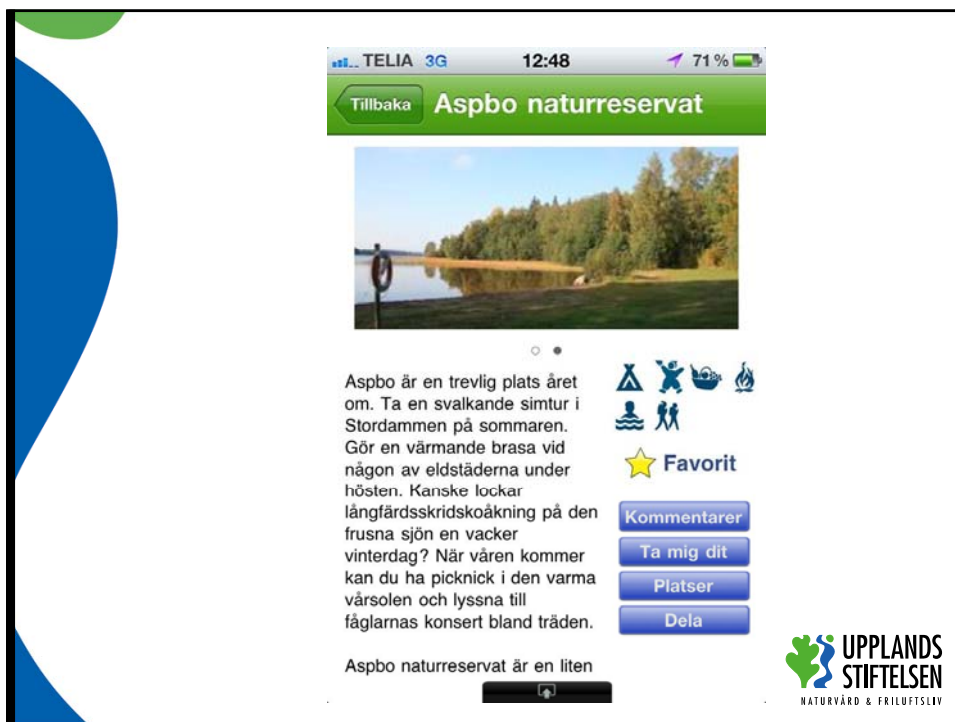 TELIA 3G 12:48 71 %
Tillbaka Aspbo naturreservat
Aspbo är en trevlig plats året
om. Ta en svalkande simtur i
Stordammen på sommaren.
Gör en värmande brasa vid
någon av eldstäderna under
hösten. Kanske lockar
långfärdsskridskoåkning på den
frusna sjön en vacker
vinterdag? När våren kommer
kan du ha picknick i den varma
vårsolen och lyssna till
fåglarnas konsert bland träden.
Aspbo naturreservat är en liten
Favorit
Kommentarer
Ta mig dit
Platser
Dela
UPPLANDS
STIFTELSEN
NATURVÅRD & FRILUFTSLIV